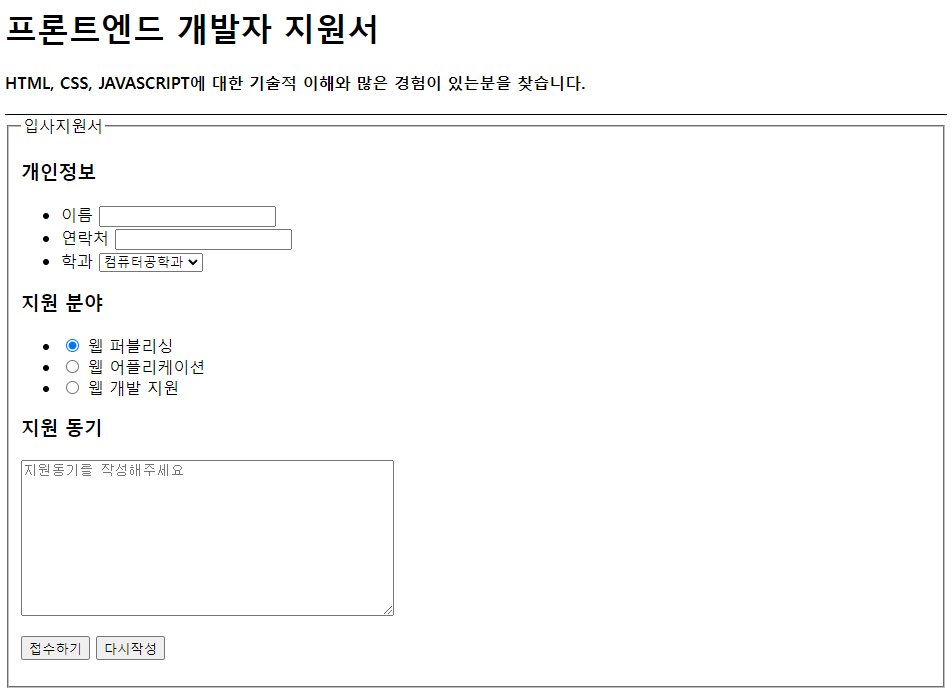 프론트엔드 개발자 지원서
HTML, CSS, JAVASCRIPT에 대한 기술적 이해와 많은 경험이 있는분을 찾습니다.
입사지원서
개인정보
이름
연락처
학과 컴퓨터공학과
지원 분야
웹 퍼블리싱
웹 어플리케이션
웹 개발 지원
지원 동기
지원동기를 작성해주세요
접수하기 다시작성